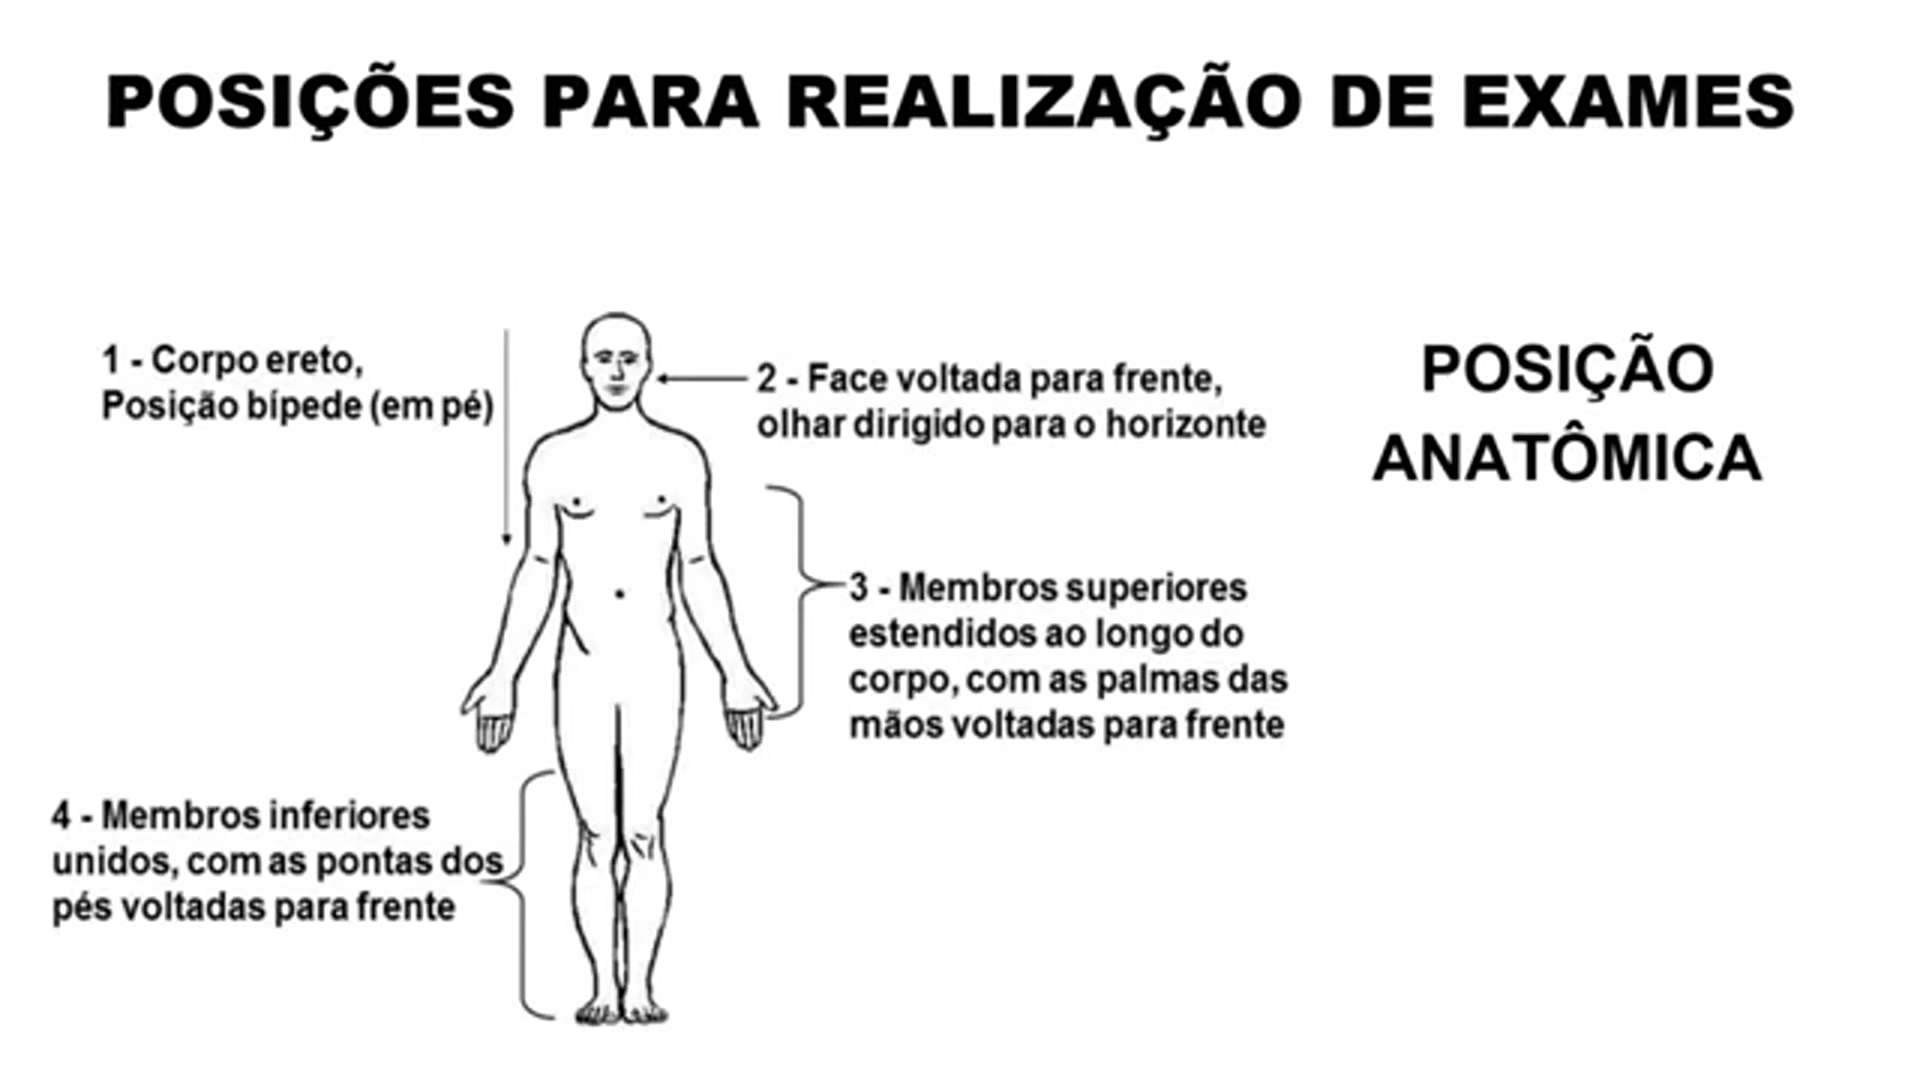 POSIÇÕES PARA REALIZAÇÃO DE EXAMES
1 - Corpo ereto,
Posição bípede (em pé)
2 - Face voltada para frente,
olhar dirigido para o horizonte
POSIÇÃO
ANATÔMICA
3 - Membros superiores
estendidos ao longo do
corpo, com as palmas das
mãos voltadas para frente
4 - Membros inferiores
unidos, com as pontas dos
pés voltadas para frente